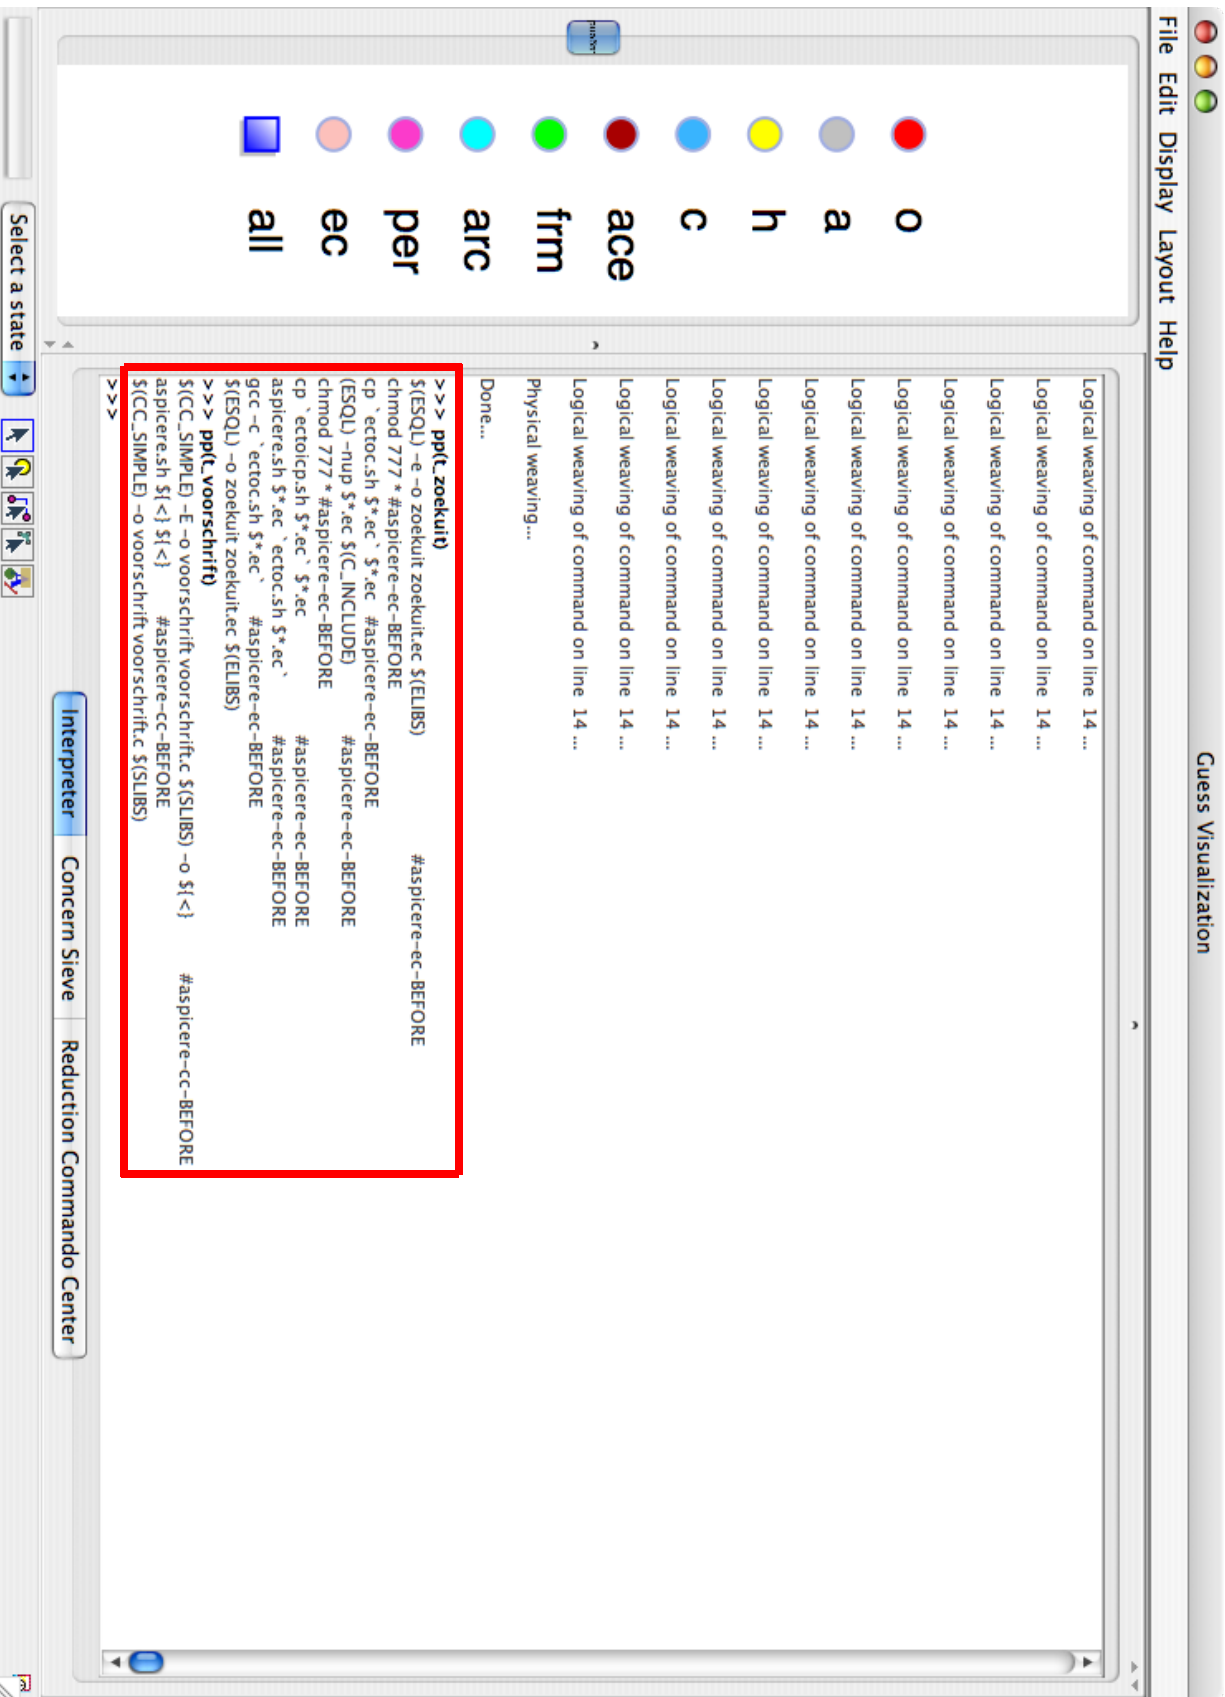 Guess Visualization
File Edit Display Layout Help
o
a
h
c
ace
frm
arc
per
ec
all
Logical weaving of command on line 14 ...
Logical weaving of command on line 14 ...
Logical weaving of command on line 14 ...
Logical weaving of command on line 14 ...
Logical weaving of command on line 14 ...
Logical weaving of command on line 14 ...
Logical weaving of command on line 14 ...
Logical weaving of command on line 14 ...
Logical weaving of command on line 14 ...
Logical weaving of command on line 14 ...
Logical weaving of command on line 14 ...
Logical weaving of command on line 14 ...
Physical weaving...
Done...
>>> pp(t_zoekuit)
$(ESQL) -e -o zoekuit zoekuit.ec $(ELIBS) #aspicere-ec-BEFORE
chmod 777 * #aspicere-ec-BEFORE
cp `ectoc.sh $*.ec` $*.ec #aspicere-ec-BEFORE
(ESQL) -nup $*.ec $(C_INCLUDE) #aspicere-ec-BEFORE
chmod 777 * #aspicere-ec-BEFORE
cp `ectoicp.sh $*.ec` $*.ec #aspicere-ec-BEFORE
aspicere.sh $*.ec `ectoc.sh $*.ec` #aspicere-ec-BEFORE
gcc -c `ectoc.sh $*.ec` #aspicere-ec-BEFORE
$(ESQL) -o zoekuit zoekuit.ec $(ELIBS)
>>> pp(t_voorschrift)
$(CC_SIMPLE) -E -o voorschrift voorschrift.c $(SLIBS) -o ${<} #aspicere-cc-BEFORE
aspicere.sh ${<} ${<} #aspicere-cc-BEFORE
$(CC_SIMPLE) -o voorschrift voorschrift.c $(SLIBS)
>>>
Interpreter Concern Sieve Reduction Commando Center
Select a state